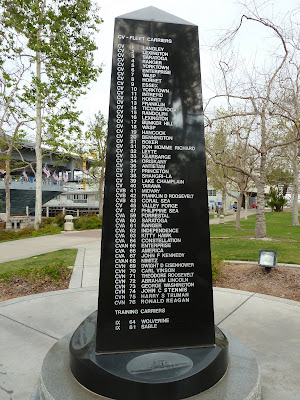 CV - FLEET CARRIERS
CV 1 LANGLEY
CV 2 LEXINGTON
CV 3 SARATOGA
CV 4 RANGER
CV 5 YORKTOWN
CV 6 ENTERPRISE
CV 7 WASP
CV 8 HORNET
CV 9 ESSEX
CV 10 YORKTOWN
CV 11 INTREPID
CV 12 HORNET
CV 13 FRANKLIN
CV 14 TICONDEROGA
CV 15 RANDOLPH
CV 16 LEXINGTON
CV 17 BUNKER HILL
CV 18 WASP
CV 19 HANCOCK
CV 20 BENNINGTON
CV 21 BOXER
CV 31 BON HOMME RICHARD
CV 32 LEYTE
CV 33 KEARSARGE
CV 34 ORISKANY
CV 36 ANTIETAM
CV 37 PRINCETON
CV 38 SHANGRI-LA
CV 39 LAKE CHAMPLAIN
CV 40 TARAWA
CV 41 MIDWAY
CVB 42 FRANKLIN D ROOSEVELT
CVB 43 CORAL SEA
CV 45 VALLEY FORGE
CV 47 PHILIPPINE SEA
CV 59 FORRESTAL
CV 60 SARATOGA
CV 61 RANGER
CV 62 INDEPENDENCE
CV 63 KITTY HAWK
CV 64 CONSTELLATION
CVN 65 ENTERPRISE
CVA 66 AMERICA
CVA 67 JOHN F KENNEDY
CVN 68 NIMITZ
CVN 69 DWIGHT D EISENHOWER
CVN 70 CARL VINSON
CVN 71 THEODORE ROOSEVELT
CVN 72 ABRAHAM LINCOLN
CVN 73 GEORGE WASHINGTON
CVN 74 JOHN C STENNIS
CVN 75 HARRY S TRUMAN
CVN 76 RONALD REAGAN
TRAINING CARRIERS
IX 64 WOLVERINE
IX 81 SABLE